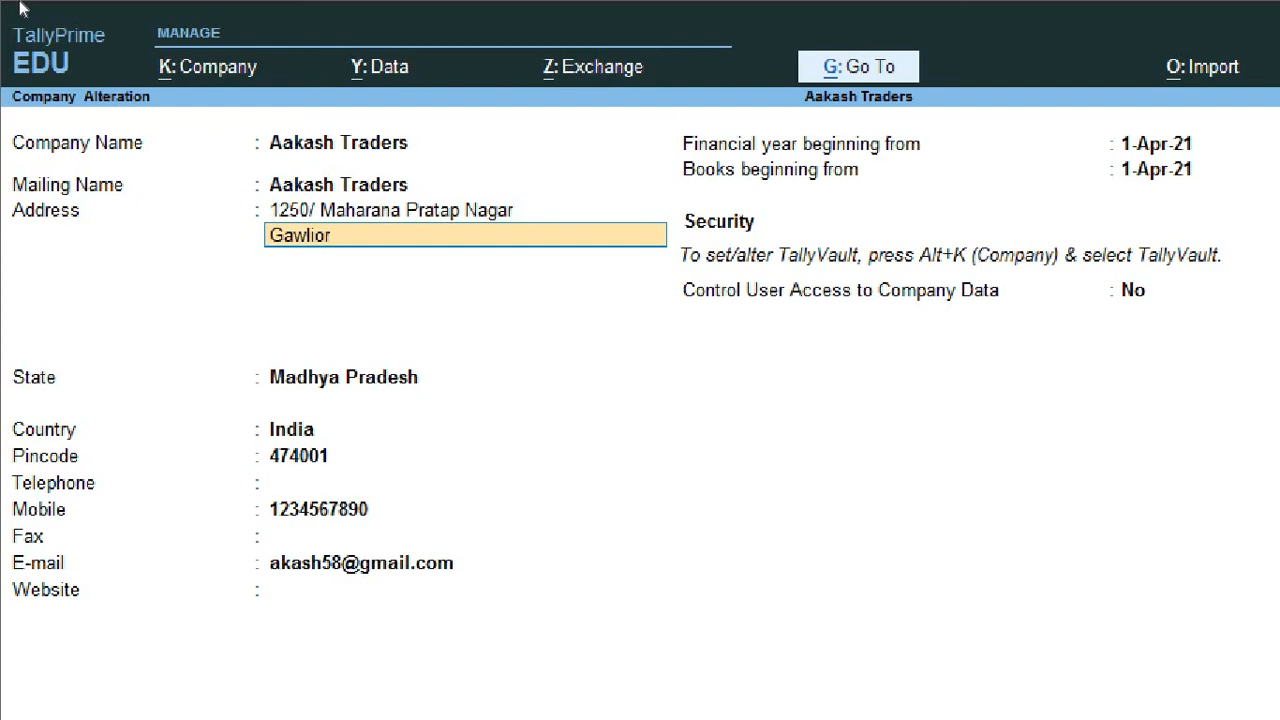 TallyPrime
EDU
MANAGE
K: Company
Y: Data
Z: Exchange
G: Go To
O: Import
Company Alteration
Aakash Traders
Company Name : Aakash Traders
Mailing Name : Aakash Traders
Address : 1250/ Maharana Pratap Nagar
Gawlior
State : Madhya Pradesh
Country : India
Pincode : 474001
Telephone :
Mobile : 1234567890
Fax :
E-mail : akash58@gmail.com
Website :
Financial year beginning from : 1-Apr-21
Books beginning from : 1-Apr-21
Security
To set/alter TallyVault, press Alt+K (Company) & select TallyVault.
Control User Access to Company Data : No